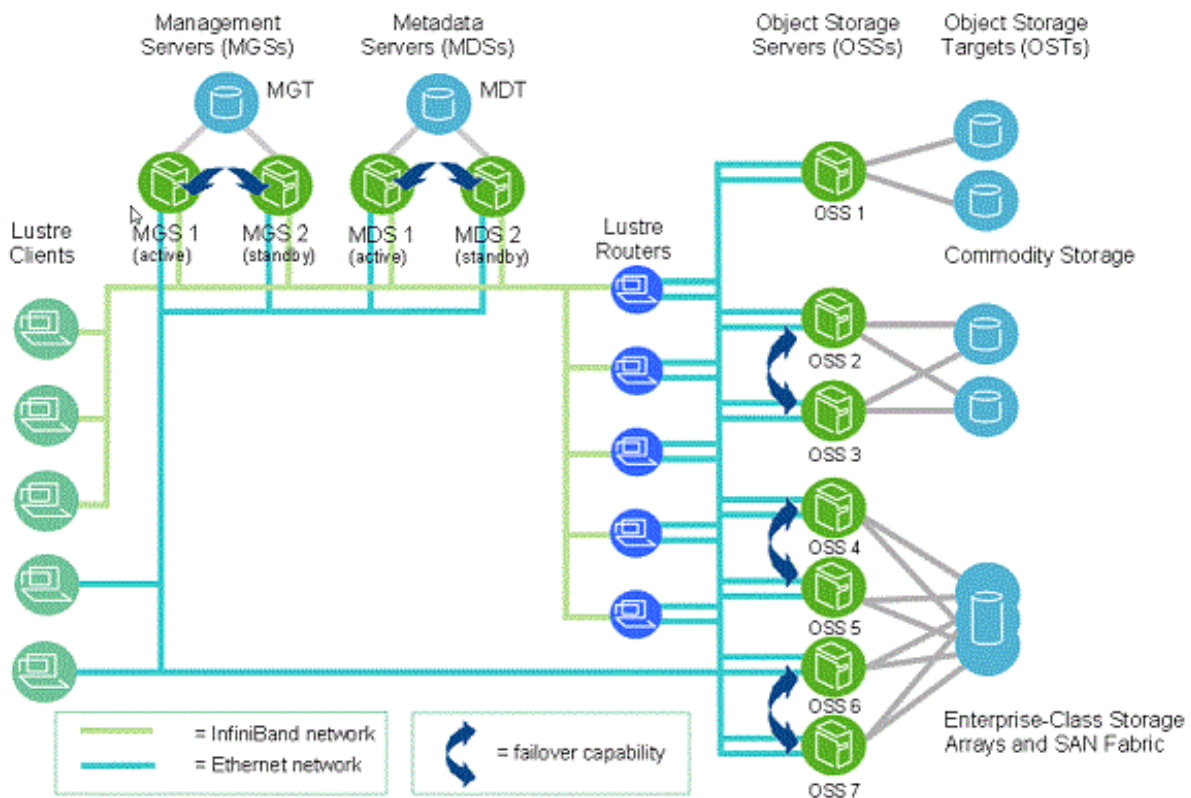 Management
Servers (MGSs)
Metadata
Servers (MDSs)
Object Storage
Servers (OSSs)
Object Storage
Targets (OSTs)
MGT
MDT
MGS 1
(active)
MGS 2
(standby)
MDS 1
(active)
MDS 2
(standby)
Lustre
Clients
Lustre
Routers
OSS 1
Commodity Storage
OSS 2
OSS 3
OSS 4
OSS 5
OSS 6
OSS 7
Enterprise-Class Storage
Arrays and SAN Fabric
= InfiniBand network
= Ethernet network
= failover capability